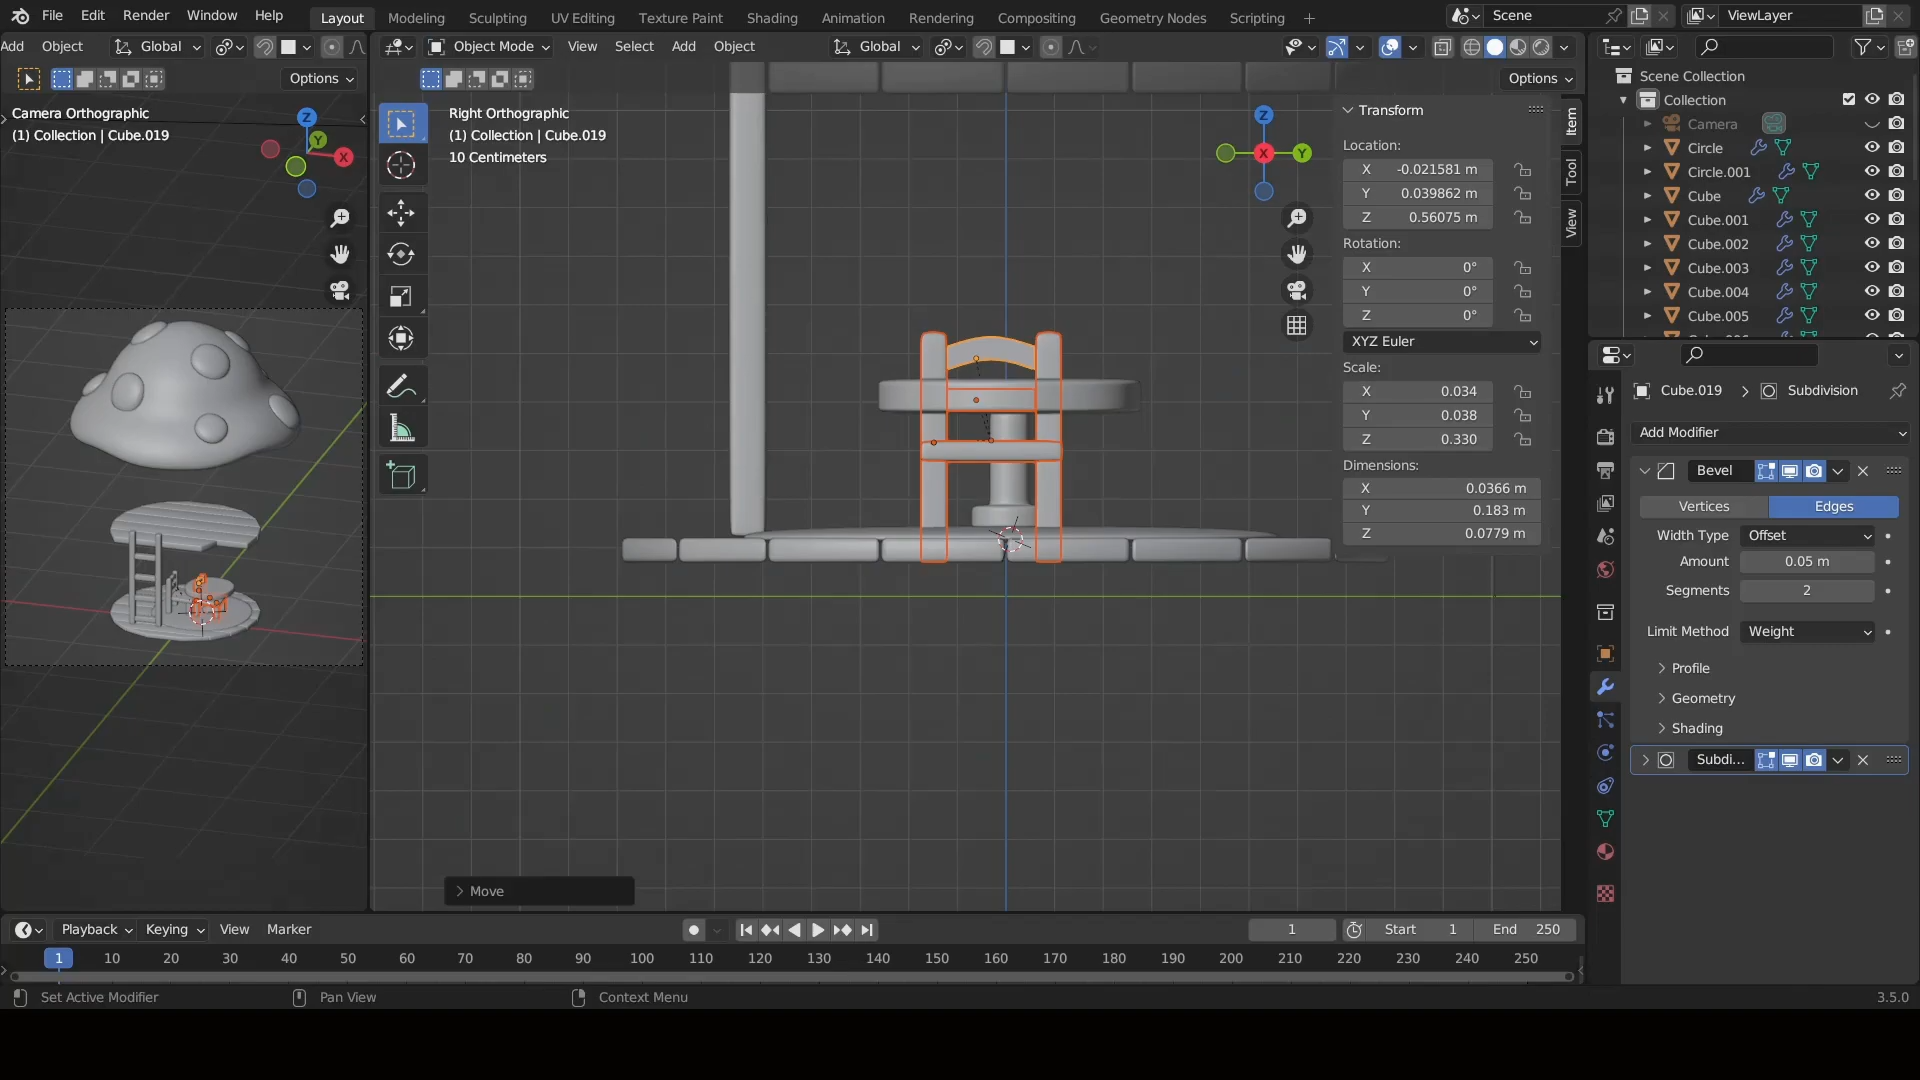 File Edit Render Window Help Layout Modeling Sculpting UV Editing Texture Paint Shading Animation Rendering Compositing Geometry Nodes Scripting + Scene ViewLayer
Add Object Global Object Mode View Select Add Object Global
Options Options
Camera Orthographic
(1) Collection | Cube.019
Z
Y
X
Right Orthographic
(1) Collection | Cube.019
10 Centimeters
Z
X
Y
Transform
Location:
X -0.021581 m
Y 0.039862 m
Z 0.56075 m
Rotation:
X 0°
Y 0°
Z 0°
XYZ Euler
Scale:
X 0.034
Y 0.038
Z 0.330
Dimensions:
X 0.0366 m
Y 0.183 m
Z 0.0779 m
Item
Tool
View
Scene Collection
Collection
Camera
Circle
Circle.001
Cube
Cube.001
Cube.002
Cube.003
Cube.004
Cube.005
Cube.019 > Subdivision
Add Modifier
Bevel
Vertices Edges
Width Type Offset
Amount 0.05 m
Segments 2
Limit Method Weight
Profile
Geometry
Shading
Subdi...
Move
Playback Keying View Marker 1 Start 1 End 250
1 10 20 30 40 50 60 70 80 90 100 110 120 130 140 150 160 170 180 190 200 210 220 230 240 250
Set Active Modifier Pan View Context Menu 3.5.0